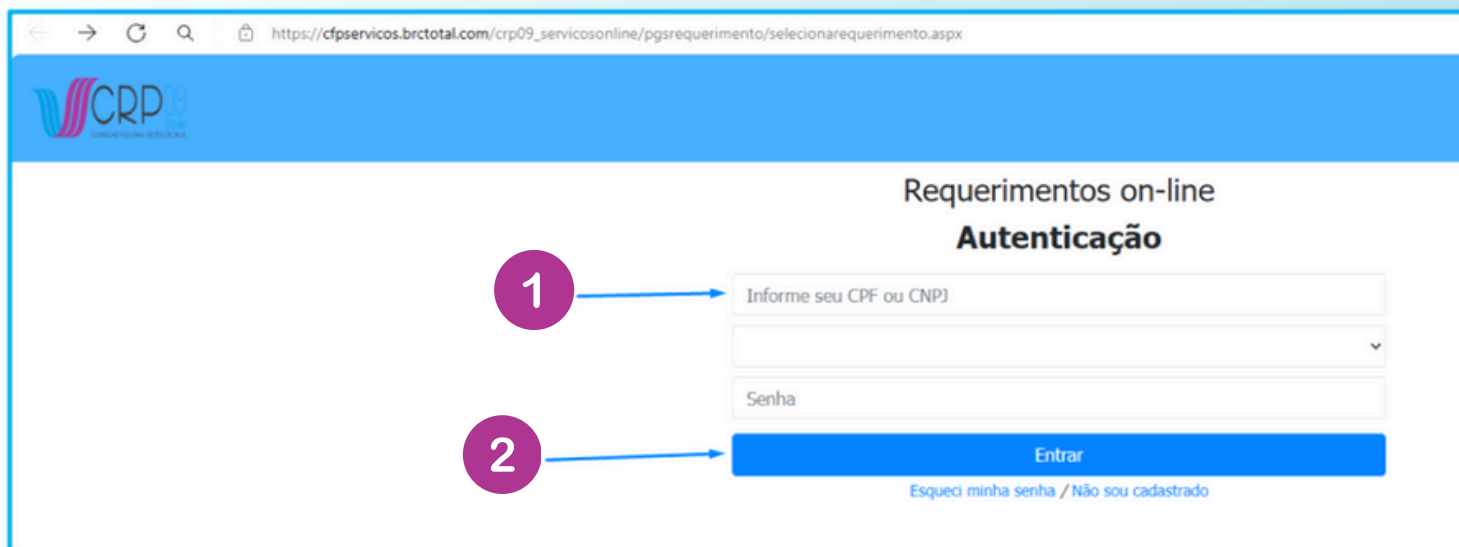 https://cfpservicos.brctotal.com/crp09_servicosonline/pgsrequerimento/selecionarequerimento.aspx
CRP 09
Requerimentos on-line
Autenticação
1
Informe seu CPF ou CNPJ
Senha
2
Entrar
Esqueci minha senha / Não sou cadastrado